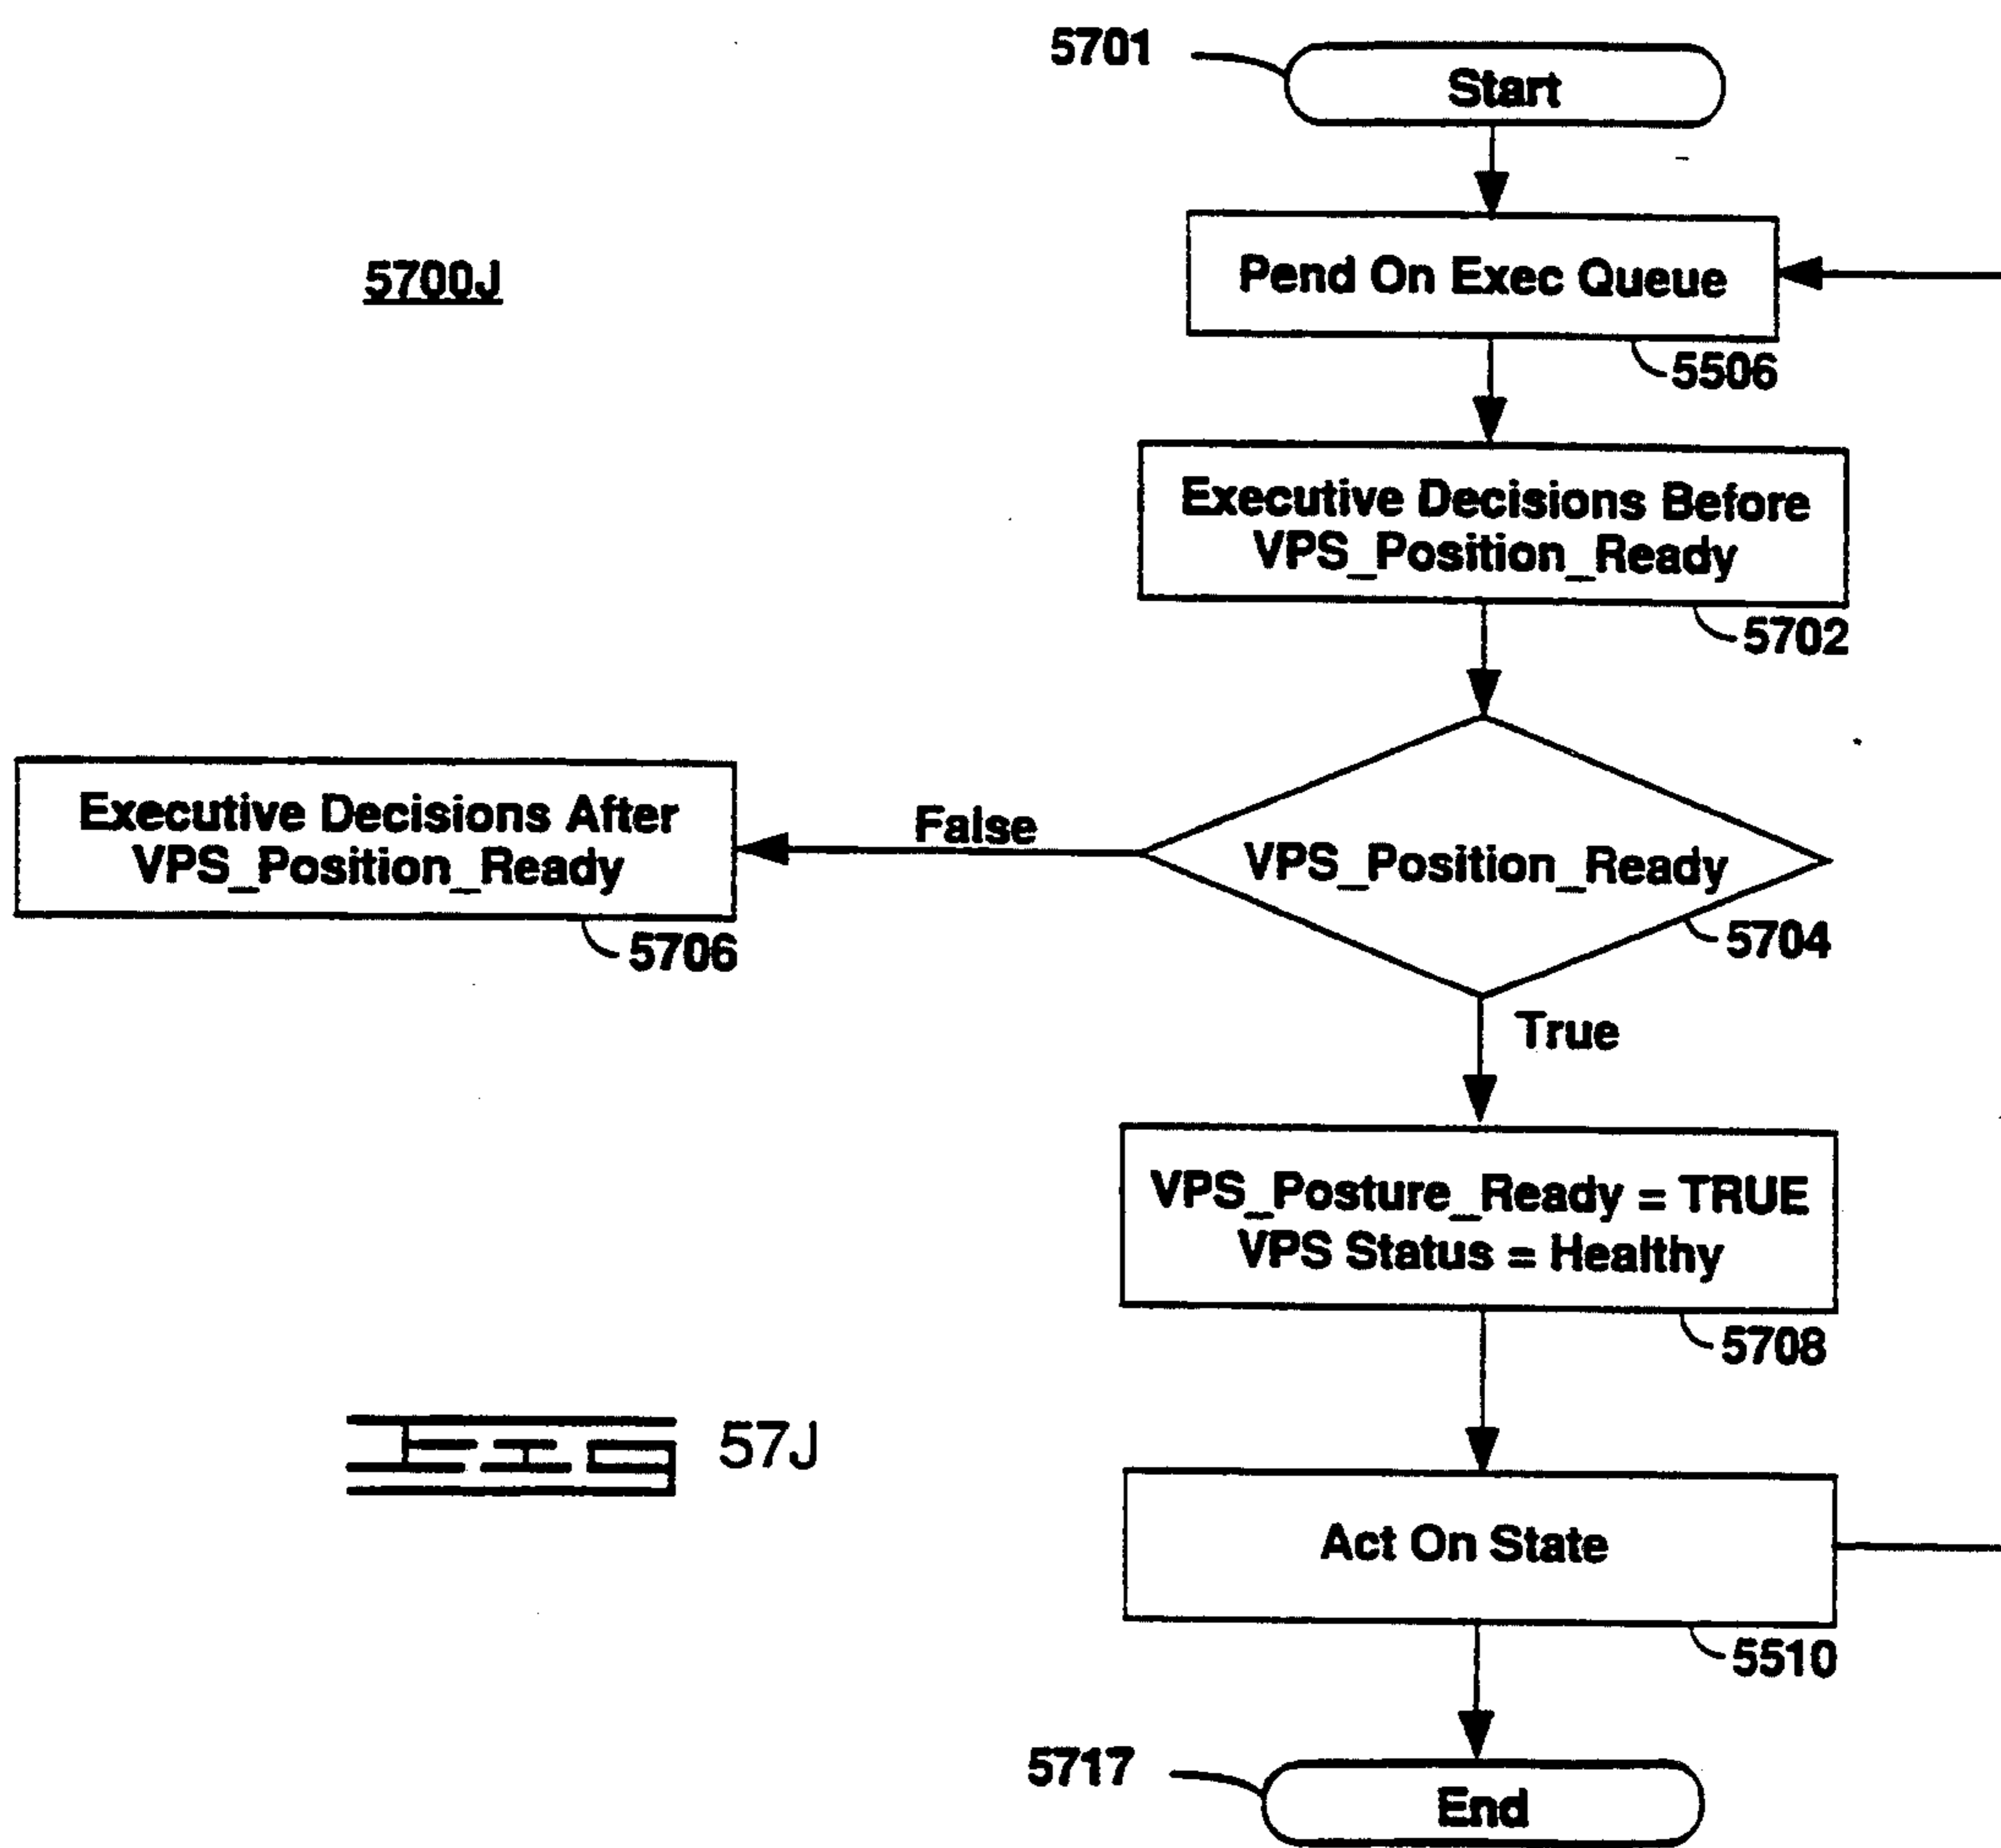 5701
Start
5700J
Pend On Exec Queue
5506
Executive Decisions Before
VPS_Position_Ready
5702
Executive Decisions After
VPS_Position_Ready
5706
False
VPS_Position_Ready
5704
True
VPS_Posture_Ready = TRUE
VPS Status = Healthy
5708
FIG 57J
Act On State
5510
5717
End